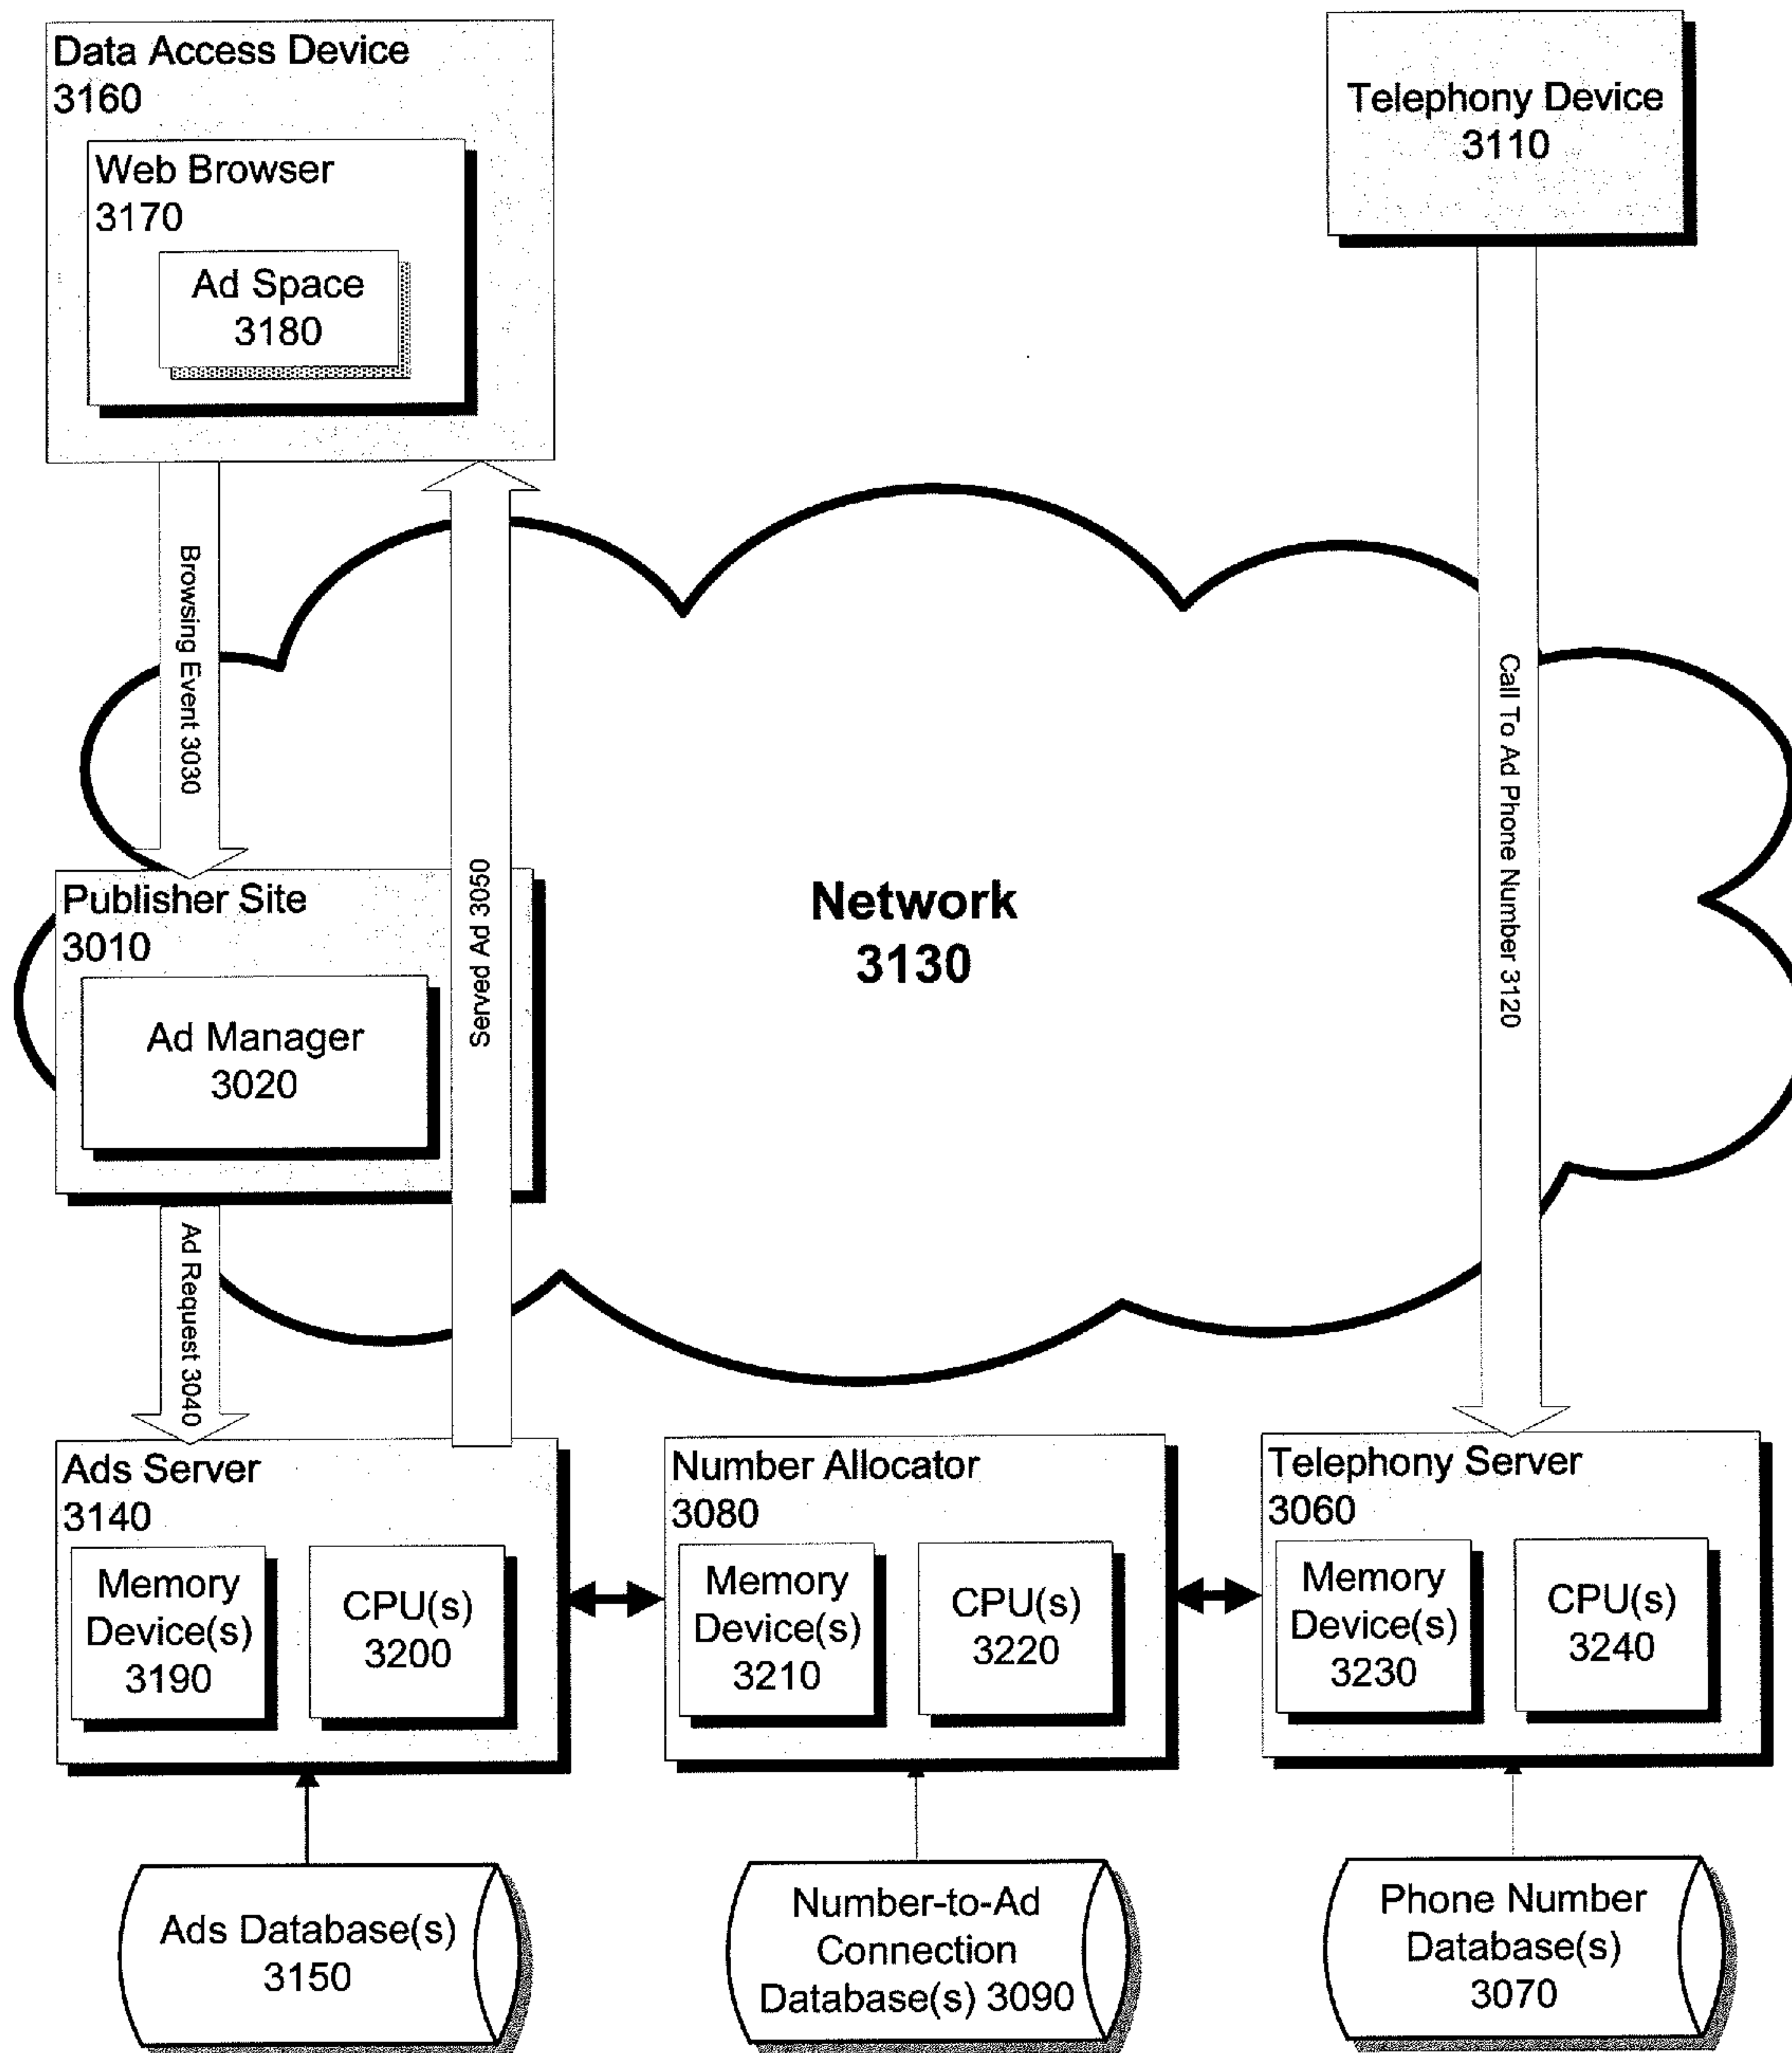 Data Access Device
3160
Web Browser
3170
Ad Space
3180
Telephony Device
3110
Browsing Event 3030
Served Ad 3050
Call To Ad Phone Number 3120
Network
3130
Publisher Site
3010
Ad Manager
3020
Ad Request 3040
Ads Server
3140
Memory
Device(s)
3190
CPU(s)
3200
Number Allocator
3080
Memory
Device(s)
3210
CPU(s)
3220
Telephony Server
3060
Memory
Device(s)
3230
CPU(s)
3240
Ads Database(s)
3150
Number-to-Ad
Connection
Database(s) 3090
Phone Number
Database(s)
3070